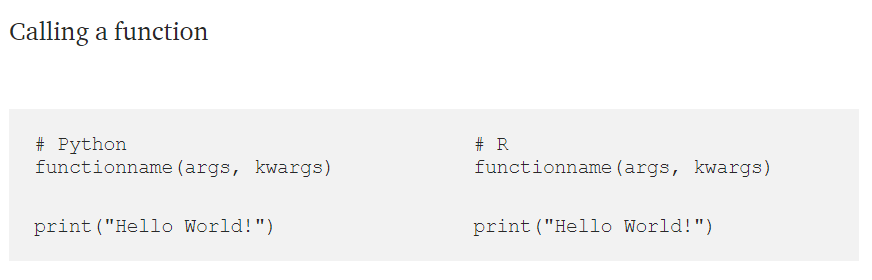 Calling a function
# Python
functionname(args, kwargs)
print("Hello World!")
# R
functionname(args, kwargs)
print("Hello World!")